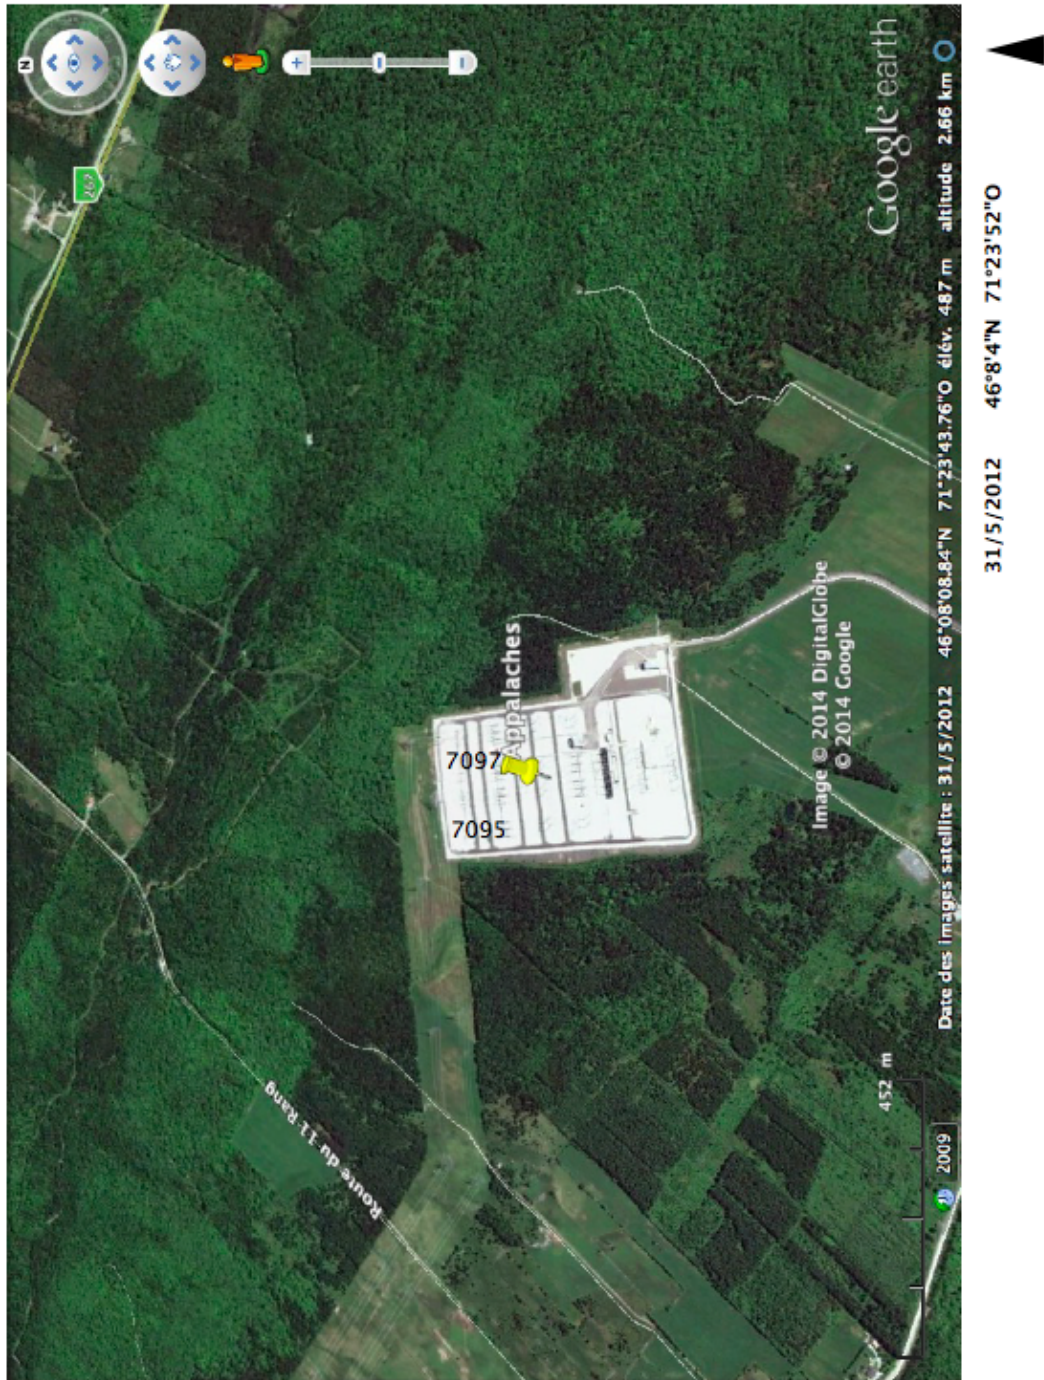 N
267
Route du 11 Rang
7095
7097
Appalaches
Image © 2014 DigitalGlobe
© 2014 Google
Google earth
452 m
2009
Date des images satellite : 31/5/2012 46°08'08.84"N 71°23'43.76"O élév. 487 m altitude 2.66 km
31/5/2012 46°8'4"N 71°23'52"O